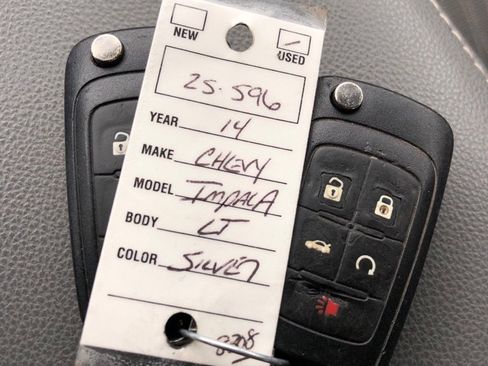 NEW USED
25-596
YEAR 14
MAKE CHEVY
MODEL IMPALA
BODY LT
COLOR SILVER